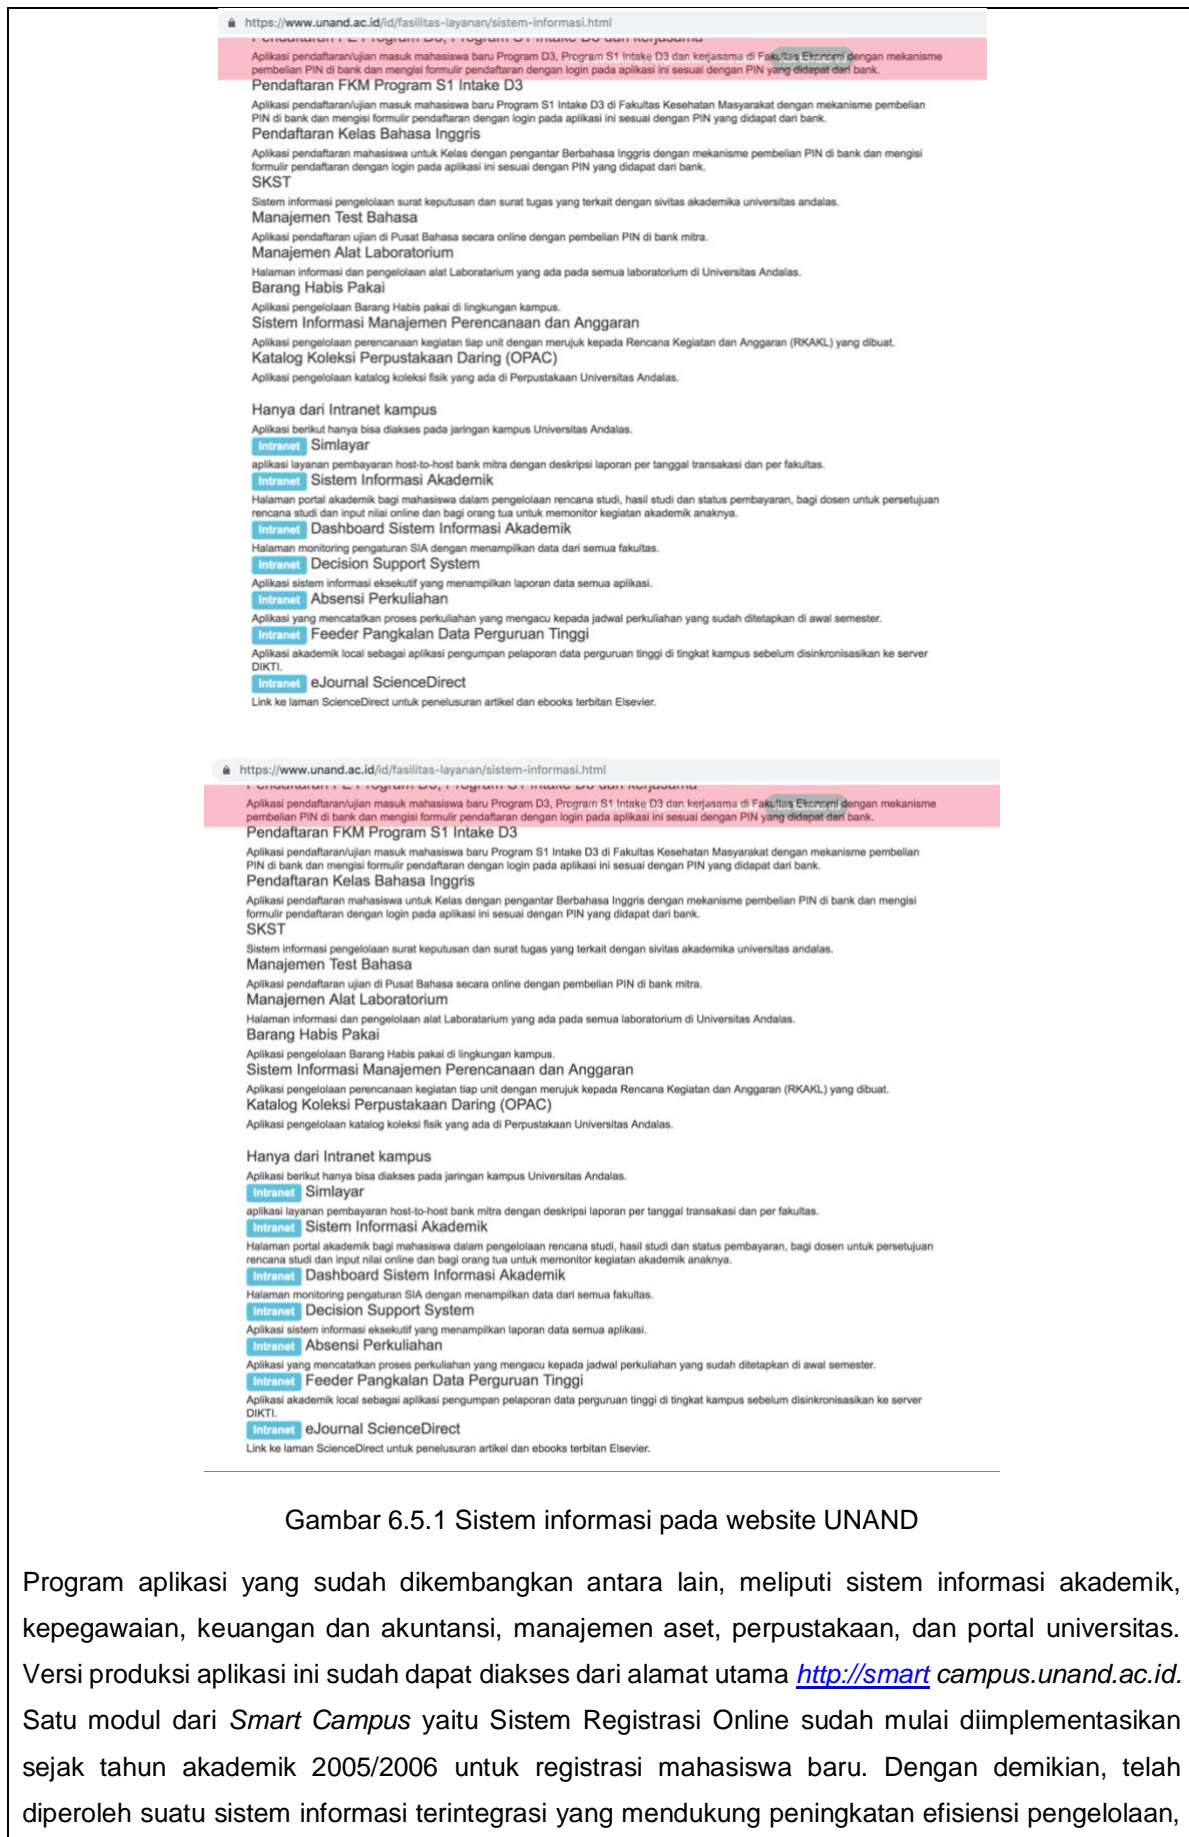 https://www.unand.ac.id/id/fasilitas-layanan/sistem-informasi.html
Pendaftaran FE Program D3, Program S1 Intake D3 dan kerjasama
Aplikasi pendaftaran/ujian masuk mahasiswa baru Program D3, Program S1 Intake D3 dan kerjasama di Fakultas Ekonomi dengan mekanisme
pembelian PIN di bank dan mengisi formulir pendaftaran dengan login pada aplikasi ini sesuai dengan PIN yang didapat dari bank.
Pendaftaran FKM Program S1 Intake D3
Aplikasi pendaftaran/ujian masuk mahasiswa baru Program S1 Intake D3 di Fakultas Kesehatan Masyarakat dengan mekanisme pembelian
PIN di bank dan mengisi formulir pendaftaran dengan login pada aplikasi ini sesuai dengan PIN yang didapat dari bank.
Pendaftaran Kelas Bahasa Inggris
Aplikasi pendaftaran mahasiswa untuk Kelas dengan pengantar Berbahasa Inggris dengan mekanisme pembelian PIN di bank dan mengisi
formulir pendaftaran dengan login pada aplikasi ini sesuai dengan PIN yang didapat dari bank.
SKST
Sistem informasi pengelolaan surat keputusan dan surat tugas yang terkait dengan sivitas akademika universitas andalas.
Manajemen Test Bahasa
Aplikasi pendaftaran ujian di Pusat Bahasa secara online dengan pembelian PIN di bank mitra.
Manajemen Alat Laboratorium
Halaman informasi dan pengelolaan alat Laboratarium yang ada pada semua laboratorium di Universitas Andalas.
Barang Habis Pakai
Aplikasi pengelolaan Barang Habis pakai di lingkungan kampus.
Sistem Informasi Manajemen Perencanaan dan Anggaran
Aplikasi pengelolaan perencanaan kegiatan tiap unit dengan merujuk kepada Rencana Kegiatan dan Anggaran (RKAKL) yang dibuat.
Katalog Koleksi Perpustakaan Daring (OPAC)
Aplikasi pengelolaan katalog koleksi fisik yang ada di Perpustakaan Universitas Andalas.
Hanya dari Intranet kampus
Aplikasi berikut hanya bisa diakses pada jaringan kampus Universitas Andalas.
Intranet Simlayar
aplikasi layanan pembayaran host-to-host bank mitra dengan deskripsi laporan per tanggal transakasi dan per fakultas.
Intranet Sistem Informasi Akademik
Halaman portal akademik bagi mahasiswa dalam pengelolaan rencana studi, hasil studi dan status pembayaran, bagi dosen untuk persetujuan
rencana studi dan input nilai online dan bagi orang tua untuk memonitor kegiatan akademik anaknya.
Intranet Dashboard Sistem Informasi Akademik
Halaman monitoring pengaturan SIA dengan menampilkan data dari semua fakultas.
Intranet Decision Support System
Aplikasi sistem informasi eksekutif yang menampilkan laporan data semua aplikasi.
Intranet Absensi Perkuliahan
Aplikasi yang mencatatkan proses perkuliahan yang mengacu kepada jadwal perkuliahan yang sudah ditetapkan di awal semester.
Intranet Feeder Pangkalan Data Perguruan Tinggi
Aplikasi akademik local sebagai aplikasi pengumpan pelaporan data perguruan tinggi di tingkat kampus sebelum disinkronisasikan ke server
DIKTI.
Intranet eJournal ScienceDirect
Link ke laman ScienceDirect untuk penelusuran artikel dan ebooks terbitan Elsevier.
https://www.unand.ac.id/id/fasilitas-layanan/sistem-informasi.html
Pendaftaran FE Program D3, Program S1 Intake D3 dan kerjasama
Aplikasi pendaftaran/ujian masuk mahasiswa baru Program D3, Program S1 Intake D3 dan kerjasama di Fakultas Ekonomi dengan mekanisme
pembelian PIN di bank dan mengisi formulir pendaftaran dengan login pada aplikasi ini sesuai dengan PIN yang didapat dari bank.
Pendaftaran FKM Program S1 Intake D3
Aplikasi pendaftaran/ujian masuk mahasiswa baru Program S1 Intake D3 di Fakultas Kesehatan Masyarakat dengan mekanisme pembelian
PIN di bank dan mengisi formulir pendaftaran dengan login pada aplikasi ini sesuai dengan PIN yang didapat dari bank.
Pendaftaran Kelas Bahasa Inggris
Aplikasi pendaftaran mahasiswa untuk Kelas dengan pengantar Berbahasa Inggris dengan mekanisme pembelian PIN di bank dan mengisi
formulir pendaftaran dengan login pada aplikasi ini sesuai dengan PIN yang didapat dari bank.
SKST
Sistem informasi pengelolaan surat keputusan dan surat tugas yang terkait dengan sivitas akademika universitas andalas.
Manajemen Test Bahasa
Aplikasi pendaftaran ujian di Pusat Bahasa secara online dengan pembelian PIN di bank mitra.
Manajemen Alat Laboratorium
Halaman informasi dan pengelolaan alat Laboratarium yang ada pada semua laboratorium di Universitas Andalas.
Barang Habis Pakai
Aplikasi pengelolaan Barang Habis pakai di lingkungan kampus.
Sistem Informasi Manajemen Perencanaan dan Anggaran
Aplikasi pengelolaan perencanaan kegiatan tiap unit dengan merujuk kepada Rencana Kegiatan dan Anggaran (RKAKL) yang dibuat.
Katalog Koleksi Perpustakaan Daring (OPAC)
Aplikasi pengelolaan katalog koleksi fisik yang ada di Perpustakaan Universitas Andalas.
Hanya dari Intranet kampus
Aplikasi berikut hanya bisa diakses pada jaringan kampus Universitas Andalas.
Intranet Simlayar
aplikasi layanan pembayaran host-to-host bank mitra dengan deskripsi laporan per tanggal transakasi dan per fakultas.
Intranet Sistem Informasi Akademik
Halaman portal akademik bagi mahasiswa dalam pengelolaan rencana studi, hasil studi dan status pembayaran, bagi dosen untuk persetujuan
rencana studi dan input nilai online dan bagi orang tua untuk memonitor kegiatan akademik anaknya.
Intranet Dashboard Sistem Informasi Akademik
Halaman monitoring pengaturan SIA dengan menampilkan data dari semua fakultas.
Intranet Decision Support System
Aplikasi sistem informasi eksekutif yang menampilkan laporan data semua aplikasi.
Intranet Absensi Perkuliahan
Aplikasi yang mencatatkan proses perkuliahan yang mengacu kepada jadwal perkuliahan yang sudah ditetapkan di awal semester.
Intranet Feeder Pangkalan Data Perguruan Tinggi
Aplikasi akademik local sebagai aplikasi pengumpan pelaporan data perguruan tinggi di tingkat kampus sebelum disinkronisasikan ke server
DIKTI.
Intranet eJournal ScienceDirect
Link ke laman ScienceDirect untuk penelusuran artikel dan ebooks terbitan Elsevier.
Gambar 6.5.1 Sistem informasi pada website UNAND
Program aplikasi yang sudah dikembangkan antara lain, meliputi sistem informasi akademik,
kepegawaian, keuangan dan akuntansi, manajemen aset, perpustakaan, dan portal universitas.
Versi produksi aplikasi ini sudah dapat diakses dari alamat utama http://smart campus.unand.ac.id.
Satu modul dari Smart Campus yaitu Sistem Registrasi Online sudah mulai diimplementasikan
sejak tahun akademik 2005/2006 untuk registrasi mahasiswa baru. Dengan demikian, telah
diperoleh suatu sistem informasi terintegrasi yang mendukung peningkatan efisiensi pengelolaan,